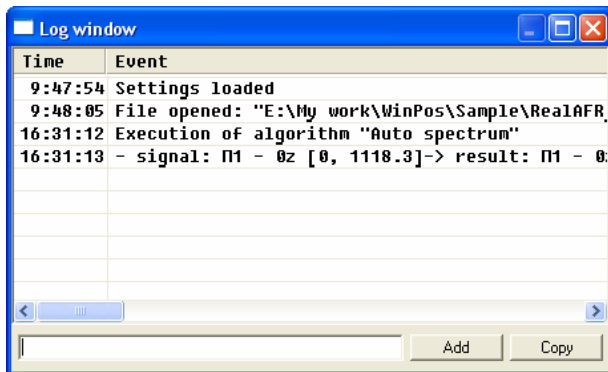 Log window
Time Event
9:47:54 Settings loaded
9:48:05 File opened: "E:\My work\WinPos\Sample\RealAFR_
16:31:12 Execution of algorithm "Auto spectrum"
16:31:13 - signal: П1 - 0z [0, 1118.3]-> result: П1 - 0
Add Copy